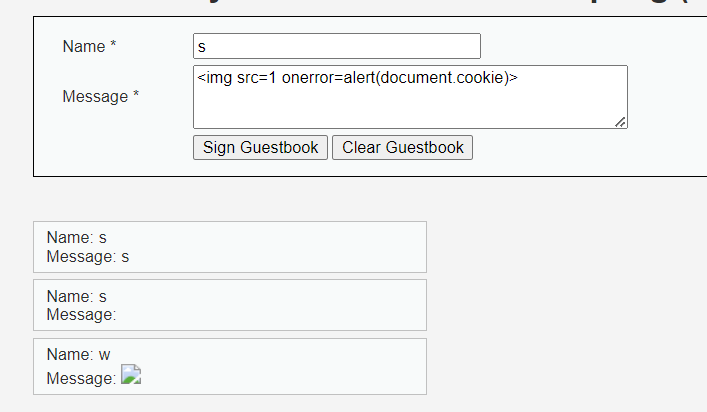 Name *
s
Message *
<img src=1 onerror=alert(document.cookie)>
Sign Guestbook Clear Guestbook
Name: s
Message: s
Name: s
Message:
Name: w
Message: